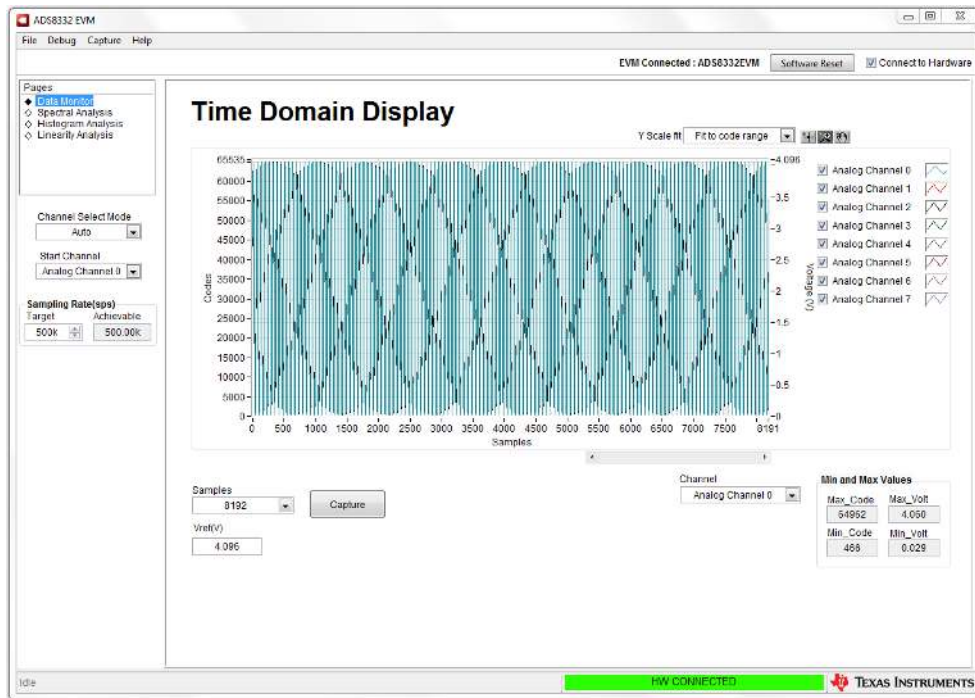 ADS8332 EVM
File Debug Capture Help
EVM Connected : ADS8332EVM Software Reset Connect to Hardware
Pages
Data Monitor
Spectral Analysis
Histogram Analysis
Linearity Analysis
Channel Select Mode
Auto
Start Channel
Analog Channel 0
Sampling Rate(sps)
Target Achievable
500k 500.00k
Time Domain Display
Y Scale fit Fit to code range
65535
60000
55000
50000
45000
40000
35000
30000
25000
20000
15000
10000
5000
0
Codes
4.096
3.5
3
2.5
2
1.5
1
0.5
0
Voltage (V)
0 500 1000 1500 2000 2500 3000 3500 4000 4500 5000 5500 6000 6500 7000 7500 8191
Samples
Analog Channel 0
Analog Channel 1
Analog Channel 2
Analog Channel 3
Analog Channel 4
Analog Channel 5
Analog Channel 6
Analog Channel 7
Samples
8192
Capture
Vref(V)
4.096
Channel
Analog Channel 0
Min and Max Values
Max_Code Max_Volt
64962 4.060
Min_Code Min_Volt
466 0.029
Idle
HW CONNECTED
TEXAS INSTRUMENTS